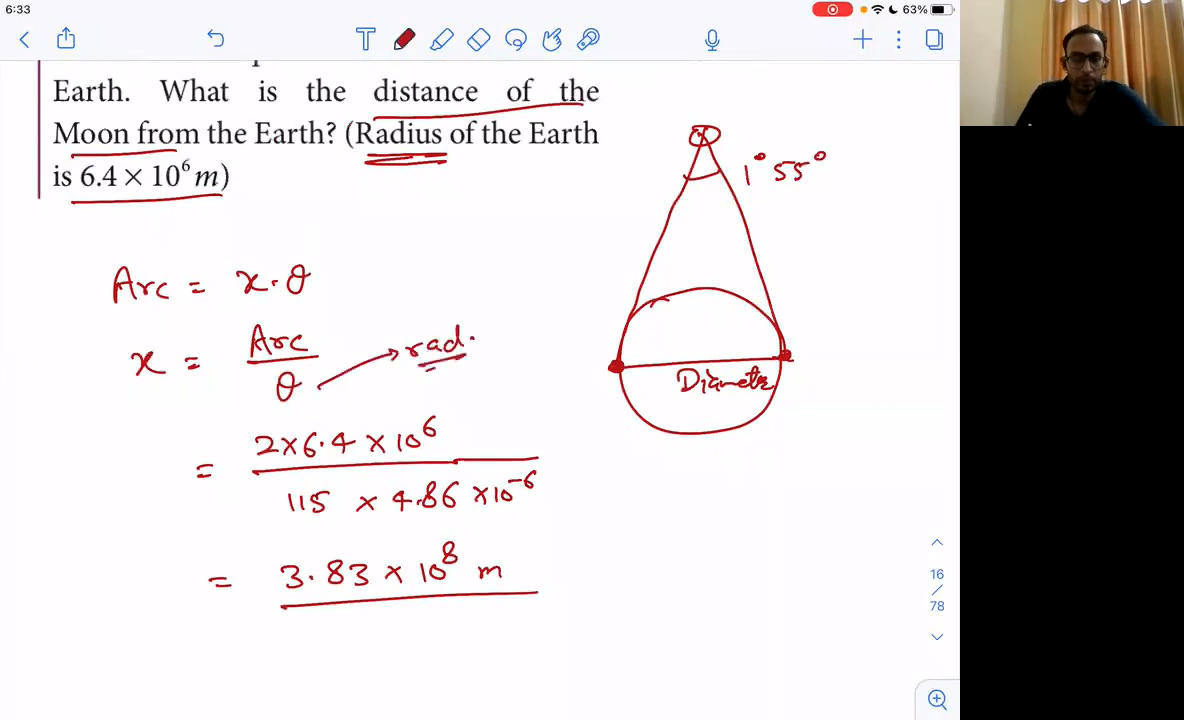 6:33
63%
Earth. What is the distance of the
Moon from the Earth? (Radius of the Earth
is 6.4 × 10⁶ m)
1° 55°
Arc = x·θ
x = Arc / θ → rad.
Diameter
= 2×6.4 ×10⁶ / 115 × 4.86 ×10⁻⁶
= 3.83 × 10⁸ m
16
/
78